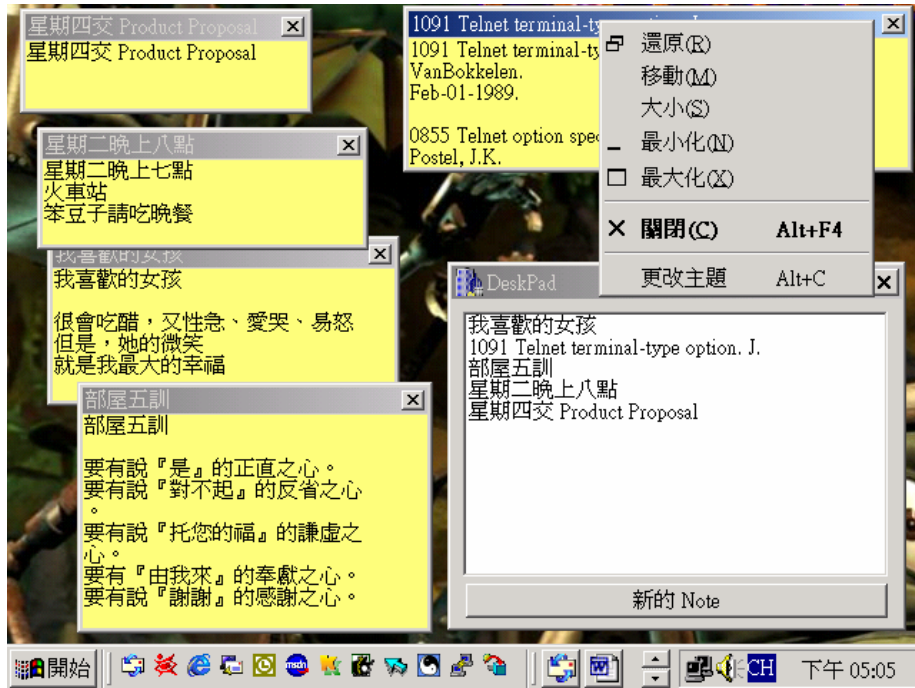 星期四交 Product Proposal
星期四交 Product Proposal
星期二晚上八點
星期二晚上七點
火車站
笨豆子請吃晚餐
我喜歡的女孩
我喜歡的女孩
很會吃醋，又性急、愛哭、易怒
但是，她的微笑
就是我最大的幸福
部屋五訓
部屋五訓
要有說『是』的正直之心。
要有說『對不起』的反省之心
。
要有說『托您的福』的謙虛之
心。
要有『由我來』的奉獻之心。
要有說『謝謝』的感謝之心。
1091 Telnet terminal-ty
1091 Telnet terminal-ty
VanBokkelen.
Feb-01-1989.
0855 Telnet option spec
Postel, J.K.
還原(R)
移動(M)
大小(S)
最小化(N)
最大化(X)
關閉(C) Alt+F4
更改主題 Alt+C
DeskPad
我喜歡的女孩
1091 Telnet terminal-type option. J.
部屋五訓
星期二晚上八點
星期四交 Product Proposal
新的 Note
開始
msdn
CH
下午 05:05